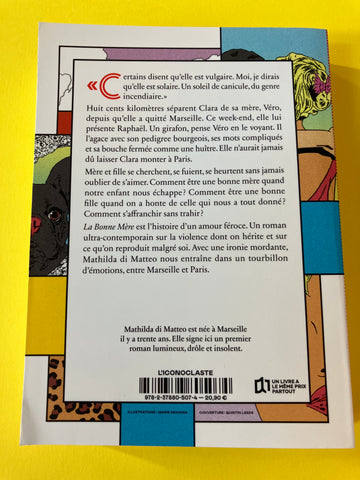 « Certains disent qu'elle est vulgaire. Moi, je dirais
qu'elle est solaire. Un soleil de canicule, du genre
incendiaire. »
Huit cents kilomètres séparent Clara de sa mère, Véro,
depuis qu'elle a quitté Marseille. Ce week-end, elle lui
présente Raphaël. Un girafon, pense Véro en le voyant. Il
l'agace avec son pedigree bourgeois, ses mots compliqués
et sa bouche fermée comme une huître. Elle n'aurait jamais
dû laisser Clara monter à Paris.
Mère et fille se cherchent, se fuient, se heurtent sans jamais
oublier de s'aimer. Comment être une bonne mère quand
notre enfant nous échappe ? Comment être une bonne
fille quand on a honte de celle qui nous a tout donné ?
Comment s'affranchir sans trahir ?
La Bonne Mère est l'histoire d'un amour féroce. Un roman
ultra-contemporain sur la violence dont on hérite et sur
ce qu'on reproduit malgré soi. Avec une ironie mordante,
Mathilda di Matteo nous entraîne dans un tourbillon
d'émotions, entre Marseille et Paris.
Mathilda di Matteo est née à Marseille
il y a trente ans. Elle signe ici un premier
roman lumineux, drôle et insolent.
L'ICONOCLASTE
978-2-37880-507-4 — 20,90 €
UN LIVRE A
LE MÊME PRIX
PARTOUT
COUVERTURE : QUINTIN LEEDS